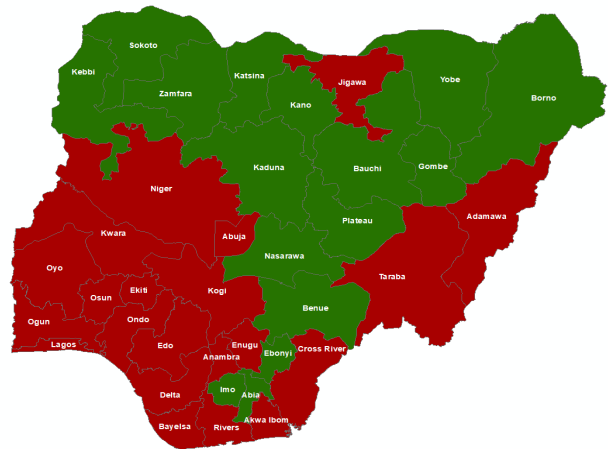 Sokoto
Kebbi
Katsina
Jigawa
Yobe
Zamfara
Kano
Borno
Kaduna
Bauchi
Gombe
Niger
Plateau
Adamawa
Kwara
Abuja
Nasarawa
Oyo
Taraba
Ekiti
Kogi
Osun
Benue
Ogun
Ondo
Lagos
Edo
Enugu
Cross River
Anambra
Ebonyi
Imo
Delta
Abia
Akwa Ibom
Bayelsa
Rivers